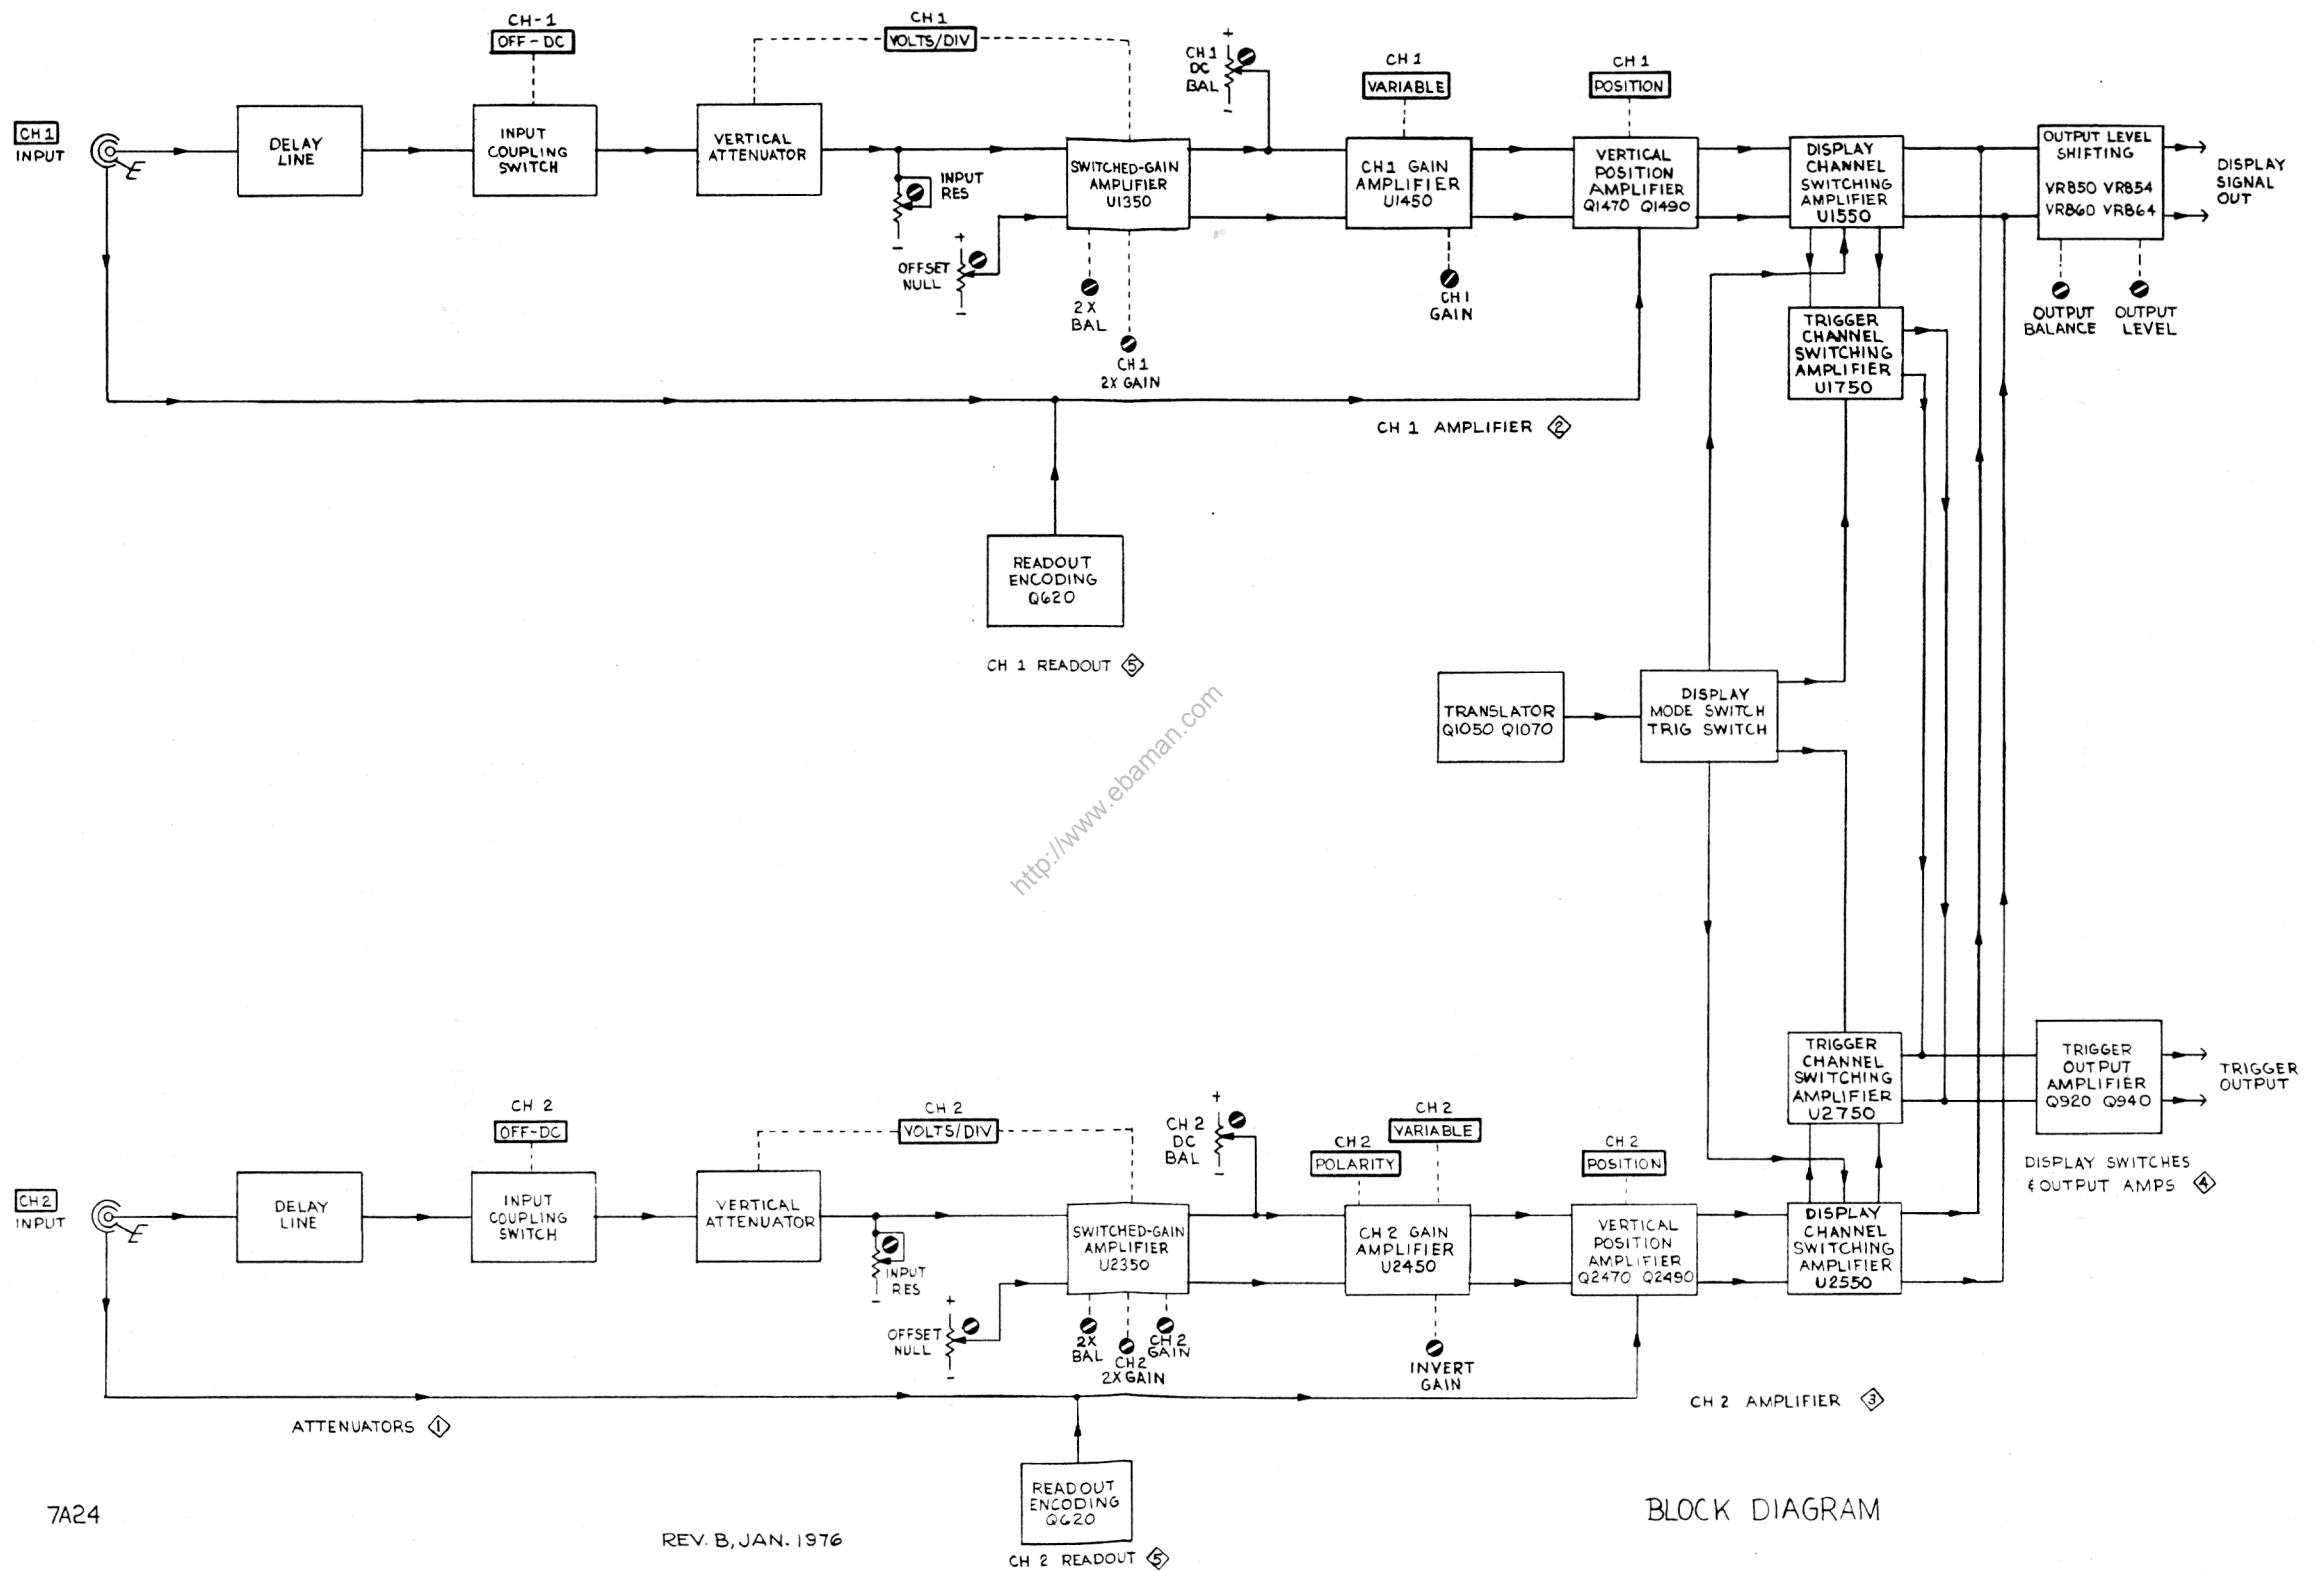 CH-1
OFF-DC
CH 1
VOLTS/DIV
CH 1
DC
BAL
+
-
CH 1
VARIABLE
CH 1
POSITION
CH 1
INPUT
DELAY
LINE
INPUT
COUPLING
SWITCH
VERTICAL
ATTENUATOR
INPUT
RES
-
OFFSET
NULL
+
-
SWITCHED-GAIN
AMPLIFIER
U1350
2X
BAL
CH 1
2X GAIN
CH1 GAIN
AMPLIFIER
U1450
CH 1
GAIN
VERTICAL
POSITION
AMPLIFIER
Q1470 Q1490
DISPLAY
CHANNEL
SWITCHING
AMPLIFIER
U1550
OUTPUT LEVEL
SHIFTING
VR850 VR854
VR860 VR864
DISPLAY
SIGNAL
OUT
OUTPUT
BALANCE
OUTPUT
LEVEL
TRIGGER
CHANNEL
SWITCHING
AMPLIFIER
U1750
CH 1 AMPLIFIER 2
READOUT
ENCODING
Q620
CH 1 READOUT 5
TRANSLATOR
Q1050 Q1070
DISPLAY
MODE SWITCH
TRIG SWITCH
http://www.ebaman.com
TRIGGER
CHANNEL
SWITCHING
AMPLIFIER
U2750
TRIGGER
OUTPUT
AMPLIFIER
Q920 Q940
TRIGGER
OUTPUT
DISPLAY SWITCHES
& OUTPUT AMPS 4
CH 2
OFF-DC
CH 2
VOLTS/DIV
CH 2
DC
BAL
+
-
CH 2
POLARITY
CH 2
VARIABLE
CH 2
POSITION
CH 2
INPUT
DELAY
LINE
INPUT
COUPLING
SWITCH
VERTICAL
ATTENUATOR
INPUT
RES
-
OFFSET
NULL
+
-
SWITCHED-GAIN
AMPLIFIER
U2350
2X
BAL
CH 2
2X GAIN
CH 2
GAIN
CH 2 GAIN
AMPLIFIER
U2450
INVERT
GAIN
VERTICAL
POSITION
AMPLIFIER
Q2470 Q2490
DISPLAY
CHANNEL
SWITCHING
AMPLIFIER
U2550
CH 2 AMPLIFIER 3
ATTENUATORS 1
READOUT
ENCODING
Q620
CH 2 READOUT 5
7A24
REV. B, JAN. 1976
BLOCK DIAGRAM